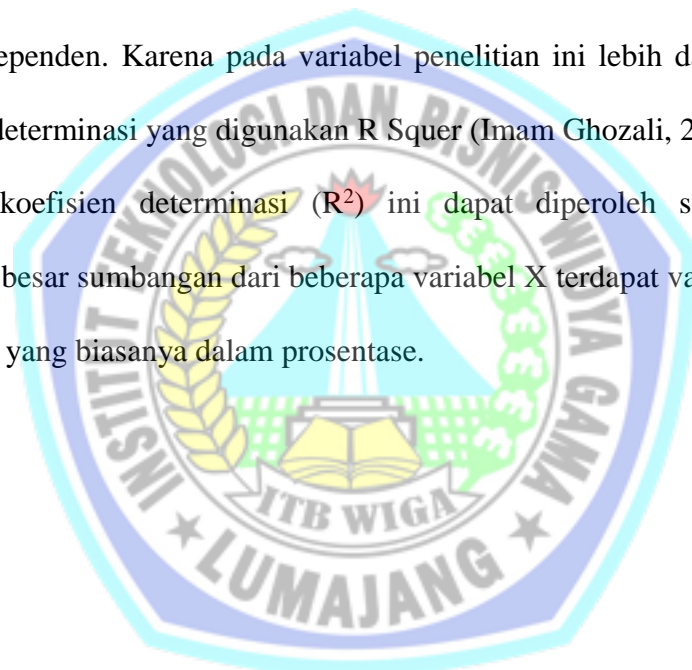 ependen. Karena pada variabel penelitian ini lebih da
determinasi yang digunakan R Squer (Imam Ghozali, 2
koefisien determinasi (R²) ini dapat diperoleh s
besar sumbangan dari beberapa variabel X terdapat va
yang biasanya dalam prosentase.
INSTITUT TEKNOLOGI DAN BISNIS WIDYA GAMA
ITB WIGA
LUMAJANG